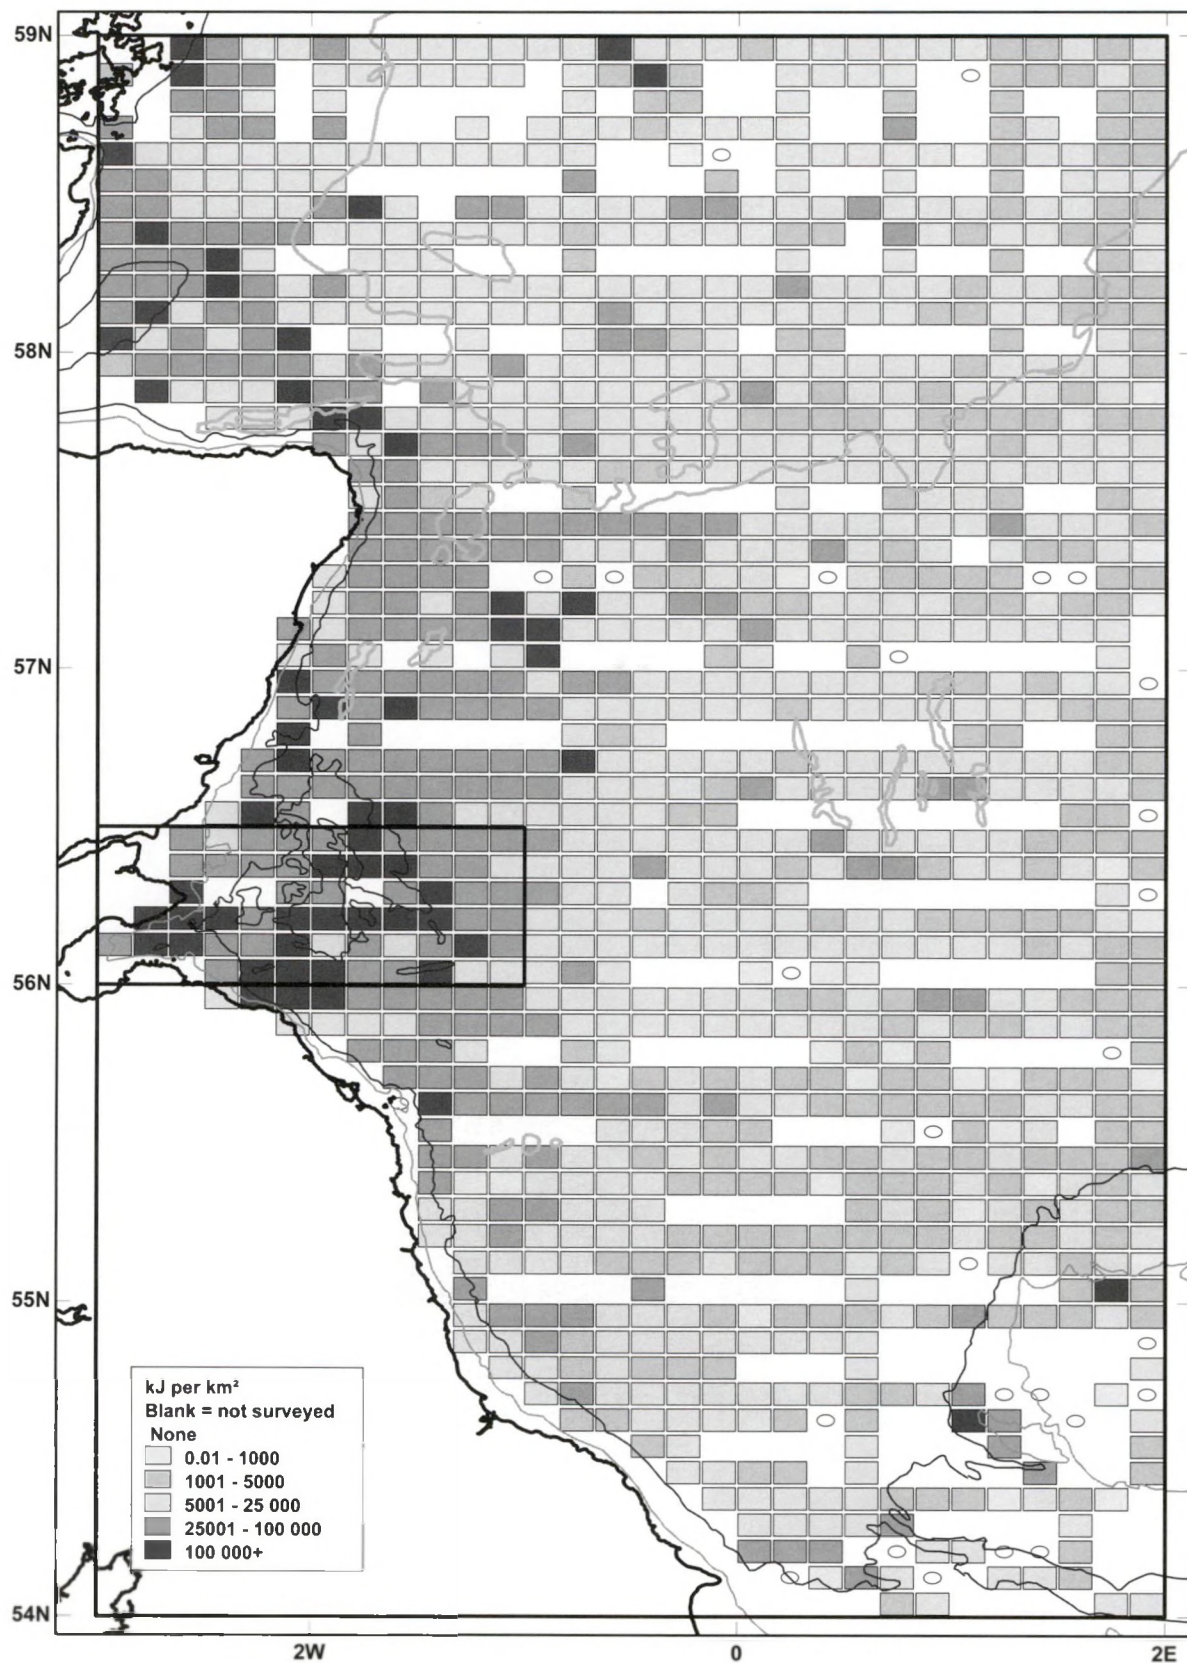 59N
58N
57N
56N
55N
54N
kJ per km²
Blank = not surveyed
None
0.01 - 1000
1001 - 5000
5001 - 25 000
25001 - 100 000
100 000+
2W
0
2E